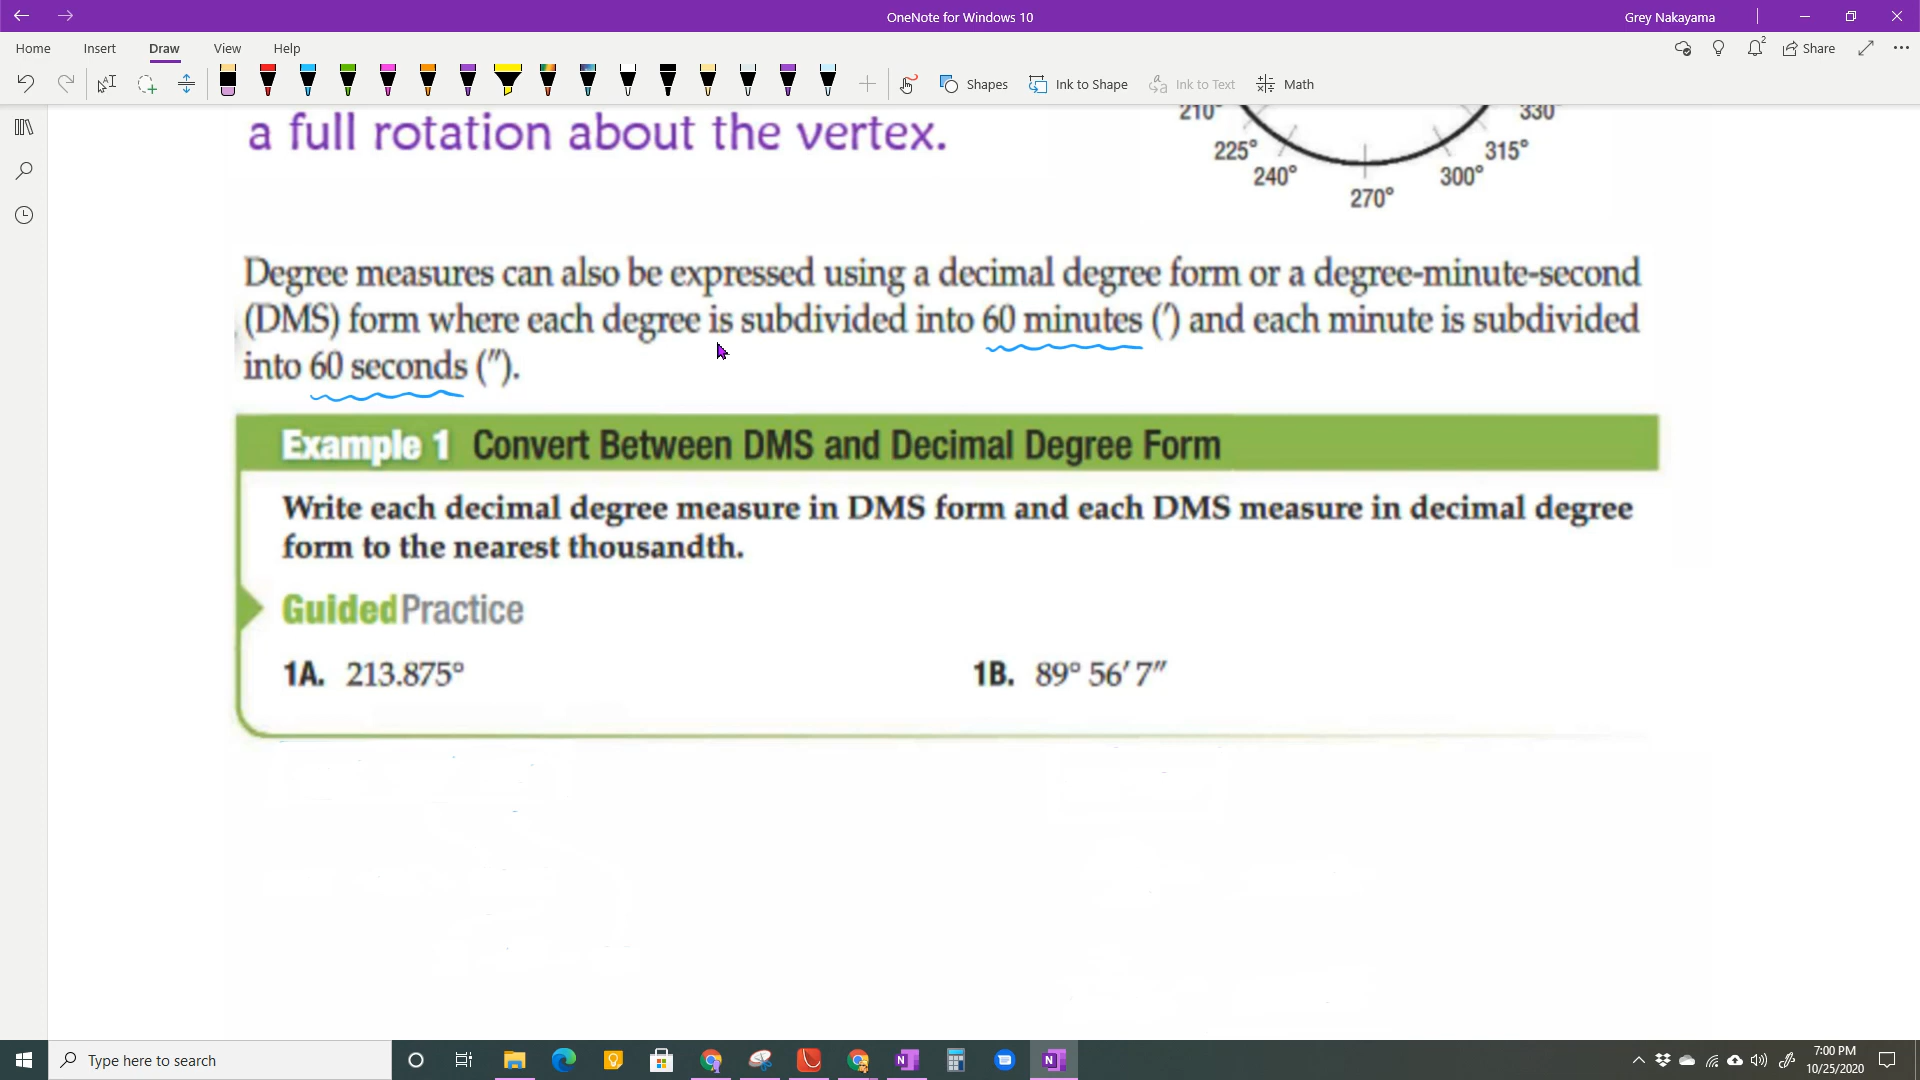 OneNote for Windows 10
Grey Nakayama
Home Insert Draw View Help
2
Share
Shapes
Ink to Shape
Ink to Text
Math
a full rotation about the vertex.
210° 330°
225° 315°
240° 300°
270°
Degree measures can also be expressed using a decimal degree form or a degree-minute-second
(DMS) form where each degree is subdivided into 60 minutes (′) and each minute is subdivided
into 60 seconds (″).
Example 1 Convert Between DMS and Decimal Degree Form
Write each decimal degree measure in DMS form and each DMS measure in decimal degree
form to the nearest thousandth.
GuidedPractice
1A. 213.875° 1B. 89° 56′ 7″
Type here to search
7:00 PM
10/25/2020